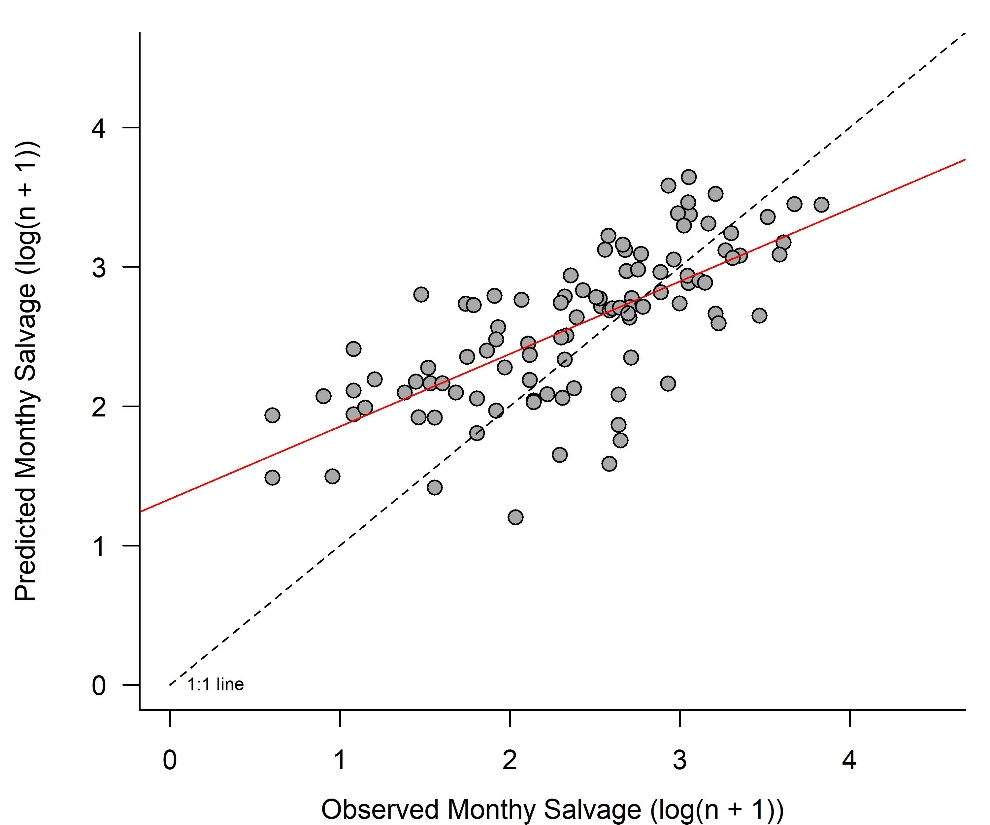 Predicted Monthy Salvage (log(n + 1))
4
3
2
1
0
1:1 line
0 1 2 3 4
Observed Monthy Salvage (log(n + 1))